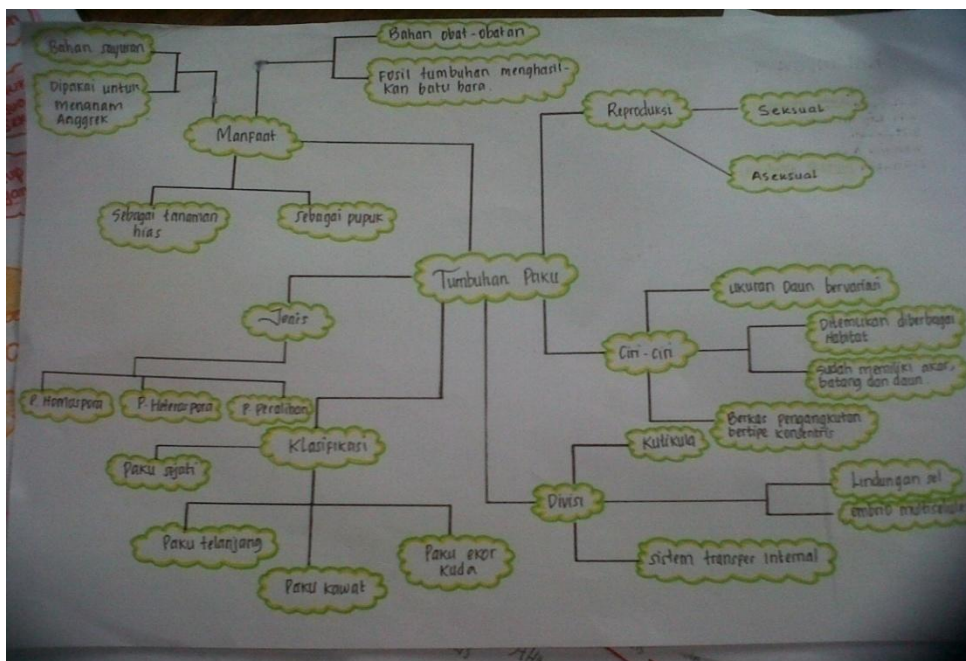 Bahan sayuran
Dipakai untuk
menanam
Anggrek
Manfaat
Bahan obat-obatan
Fosil tumbuhan menghasil-
kan batu bara.
Sebagai tanaman
hias
Sebagai pupuk
Reproduksi
Seksual
Aseksual
Tumbuhan Paku
Jenis
P. Homospora
P. Heterospora
P. Peralihan
Klasifikasi
Paku sejati
Paku telanjang
Paku kawat
Paku ekor
kuda
Ciri-ciri
ukuran Daun bervariasi
Ditemukan diberbagai
Habitat
Sudah memiliki akar,
batang dan daun.
Berkas pengangkutan
bertipe konsentris
Divisi
Kutikula
Lindungan sel
embrio multiseluler
Sistem transfer internal